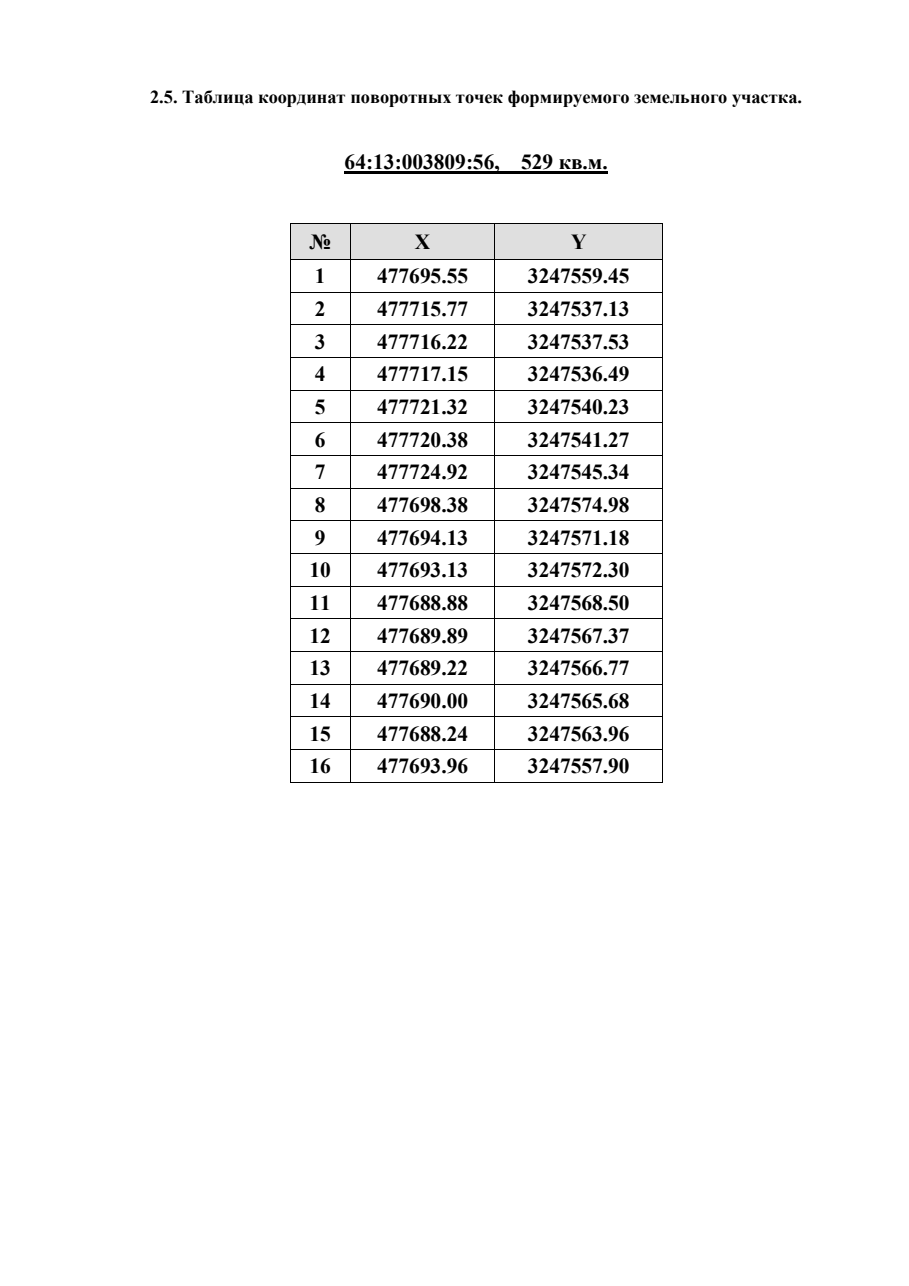 2.5. Таблица координат поворотных точек формируемого земельного участка.
64:13:003809:56, 529 кв.м.
№ X Y
1 477695.55 3247559.45
2 477715.77 3247537.13
3 477716.22 3247537.53
4 477717.15 3247536.49
5 477721.32 3247540.23
6 477720.38 3247541.27
7 477724.92 3247545.34
8 477698.38 3247574.98
9 477694.13 3247571.18
10 477693.13 3247572.30
11 477688.88 3247568.50
12 477689.89 3247567.37
13 477689.22 3247566.77
14 477690.00 3247565.68
15 477688.24 3247563.96
16 477693.96 3247557.90